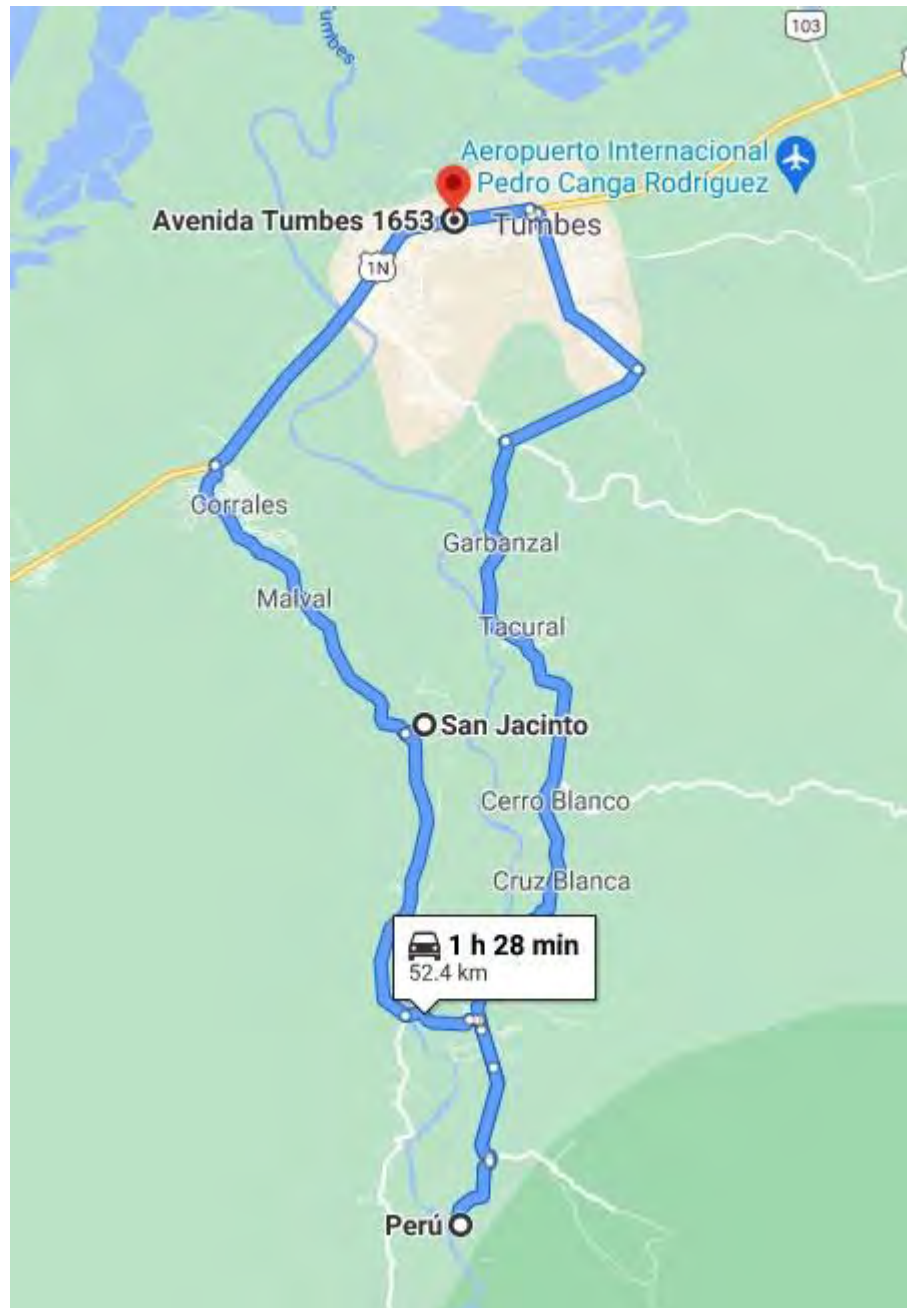 Tumbes
103
Aeropuerto Internacional
Pedro Canga Rodríguez
Avenida Tumbes 1653
Tumbes
1N
Corrales
Garbanzal
Malval
Tacural
San Jacinto
Cerro Blanco
Cruz Blanca
1 h 28 min
52.4 km
Perú